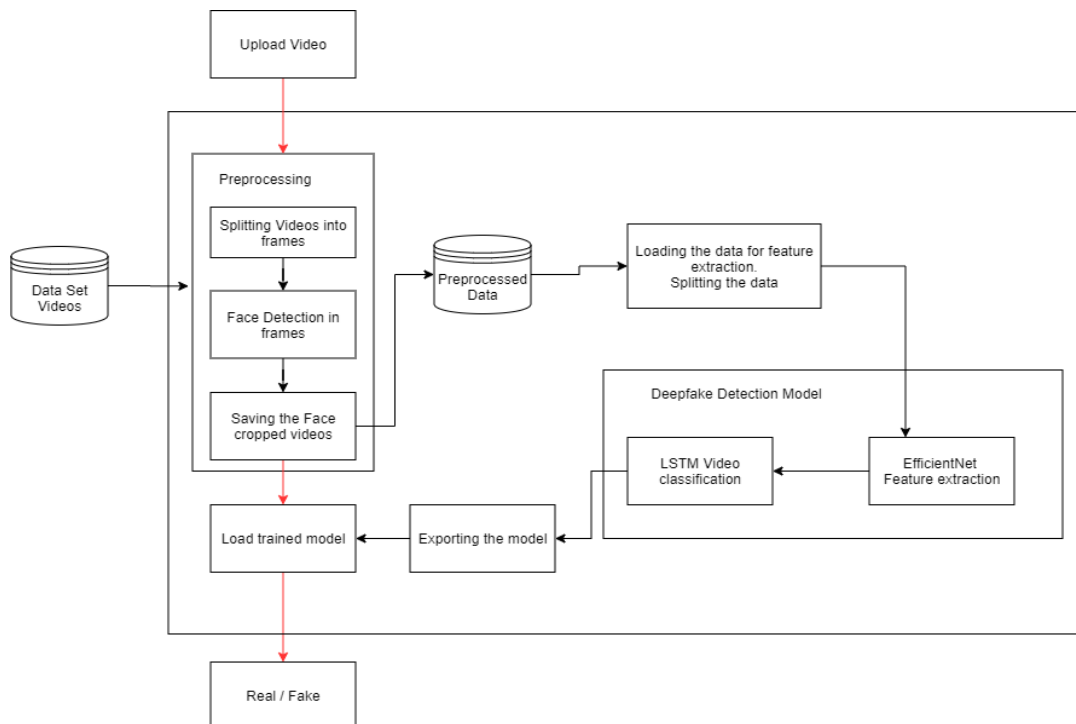 Upload Video
Preprocessing
Splitting Videos into
frames
Data Set
Videos
Face Detection in
frames
Saving the Face
cropped videos
Preprocessed
Data
Loading the data for feature
extraction.
Splitting the data
Deepfake Detection Model
LSTM Video
classification
EfficientNet
Feature extraction
Load trained model
Exporting the model
Real / Fake